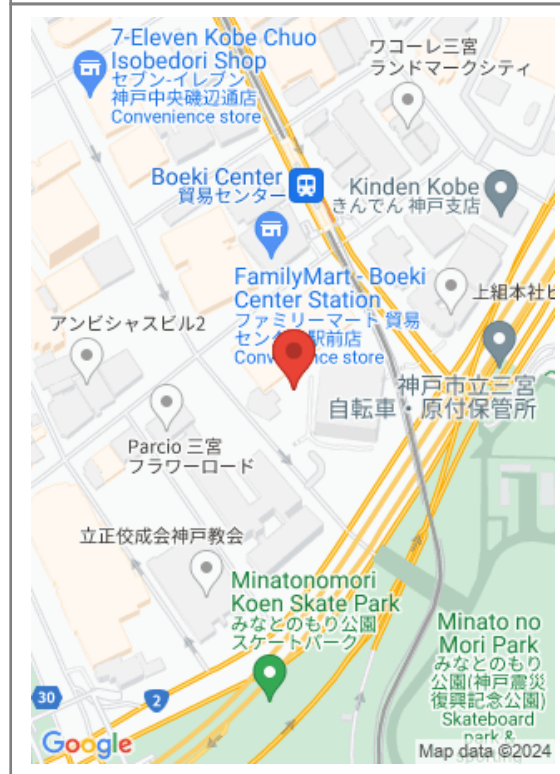 7-Eleven Kobe Chuo
Isobedori Shop
セブン-イレブン
神戸中央磯辺通店
Convenience store
ワコーレ三宮
ランドマークシティ
Boeki Center
貿易センター
Kinden Kobe
きんでん 神戸支店
FamilyMart - Boeki
Center Station
ファミリーマート 貿易
駅前店
store
上組本社ビ
アンビシャスビル2
神戸市立三宮
自転車・原付保管所
Parcio 三宮
フラワーロード
立正佼成会神戸教会
Minatonomori
Koen Skate Park
みなとのもり公園
スケートパーク
Minato no
Mori Park
みなとのもり
公園(神戸震災
復興記念公園)
Skateboard
park &
30
2
Google
Map data ©2024